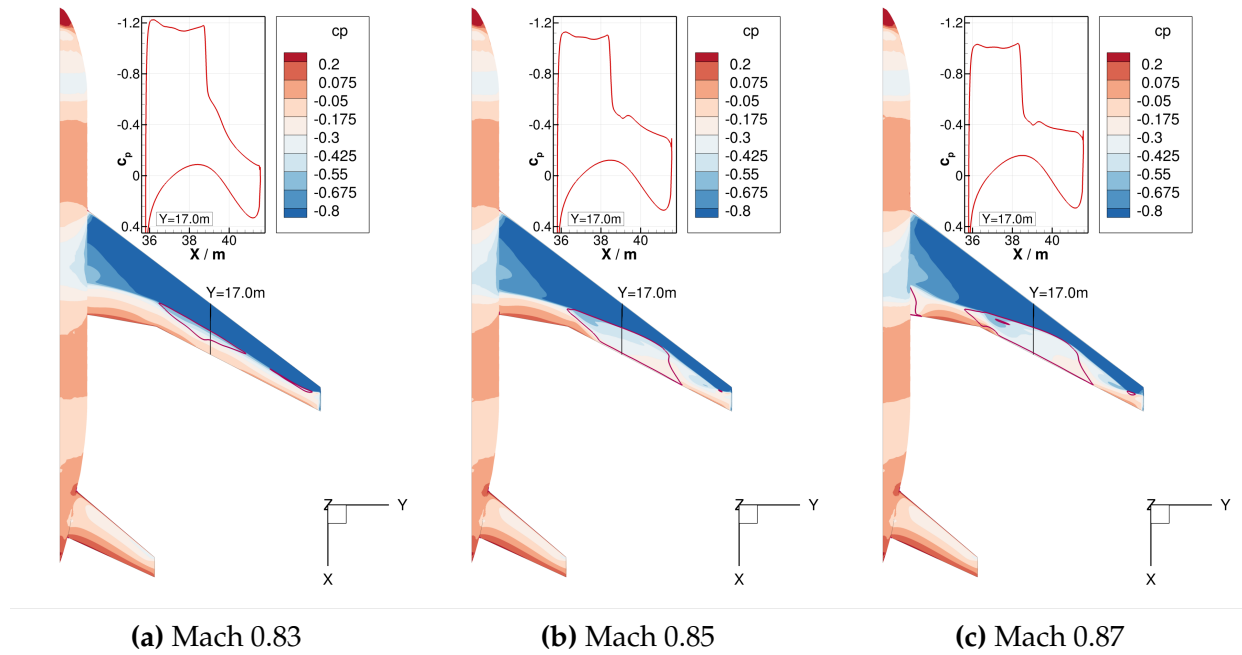 -1.2
-0.8
-0.4
0
0.4
cp
Y=17.0m
36
38
40
X / m
cp
0.2
0.075
-0.05
-0.175
-0.3
-0.425
-0.55
-0.675
-0.8
Y=17.0m
Z
Y
X
(a) Mach 0.83
-1.2
-0.8
-0.4
0
0.4
cp
Y=17.0m
36
38
40
X / m
cp
0.2
0.075
-0.05
-0.175
-0.3
-0.425
-0.55
-0.675
-0.8
Y=17.0m
Z
Y
X
(b) Mach 0.85
-1.2
-0.8
-0.4
0
0.4
cp
Y=17.0m
36
38
40
X / m
cp
0.2
0.075
-0.05
-0.175
-0.3
-0.425
-0.55
-0.675
-0.8
Y=17.0m
Z
Y
X
(c) Mach 0.87